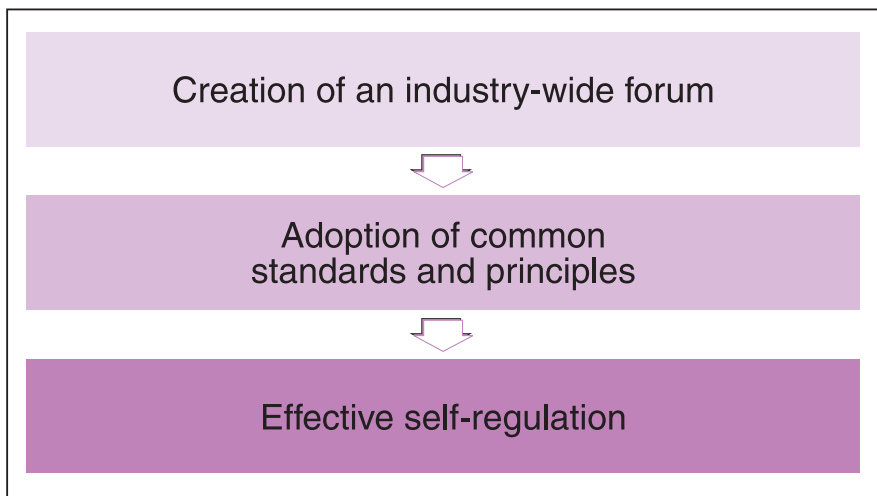 Creation of an industry-wide forum
Adoption of common
standards and principles
Effective self-regulation